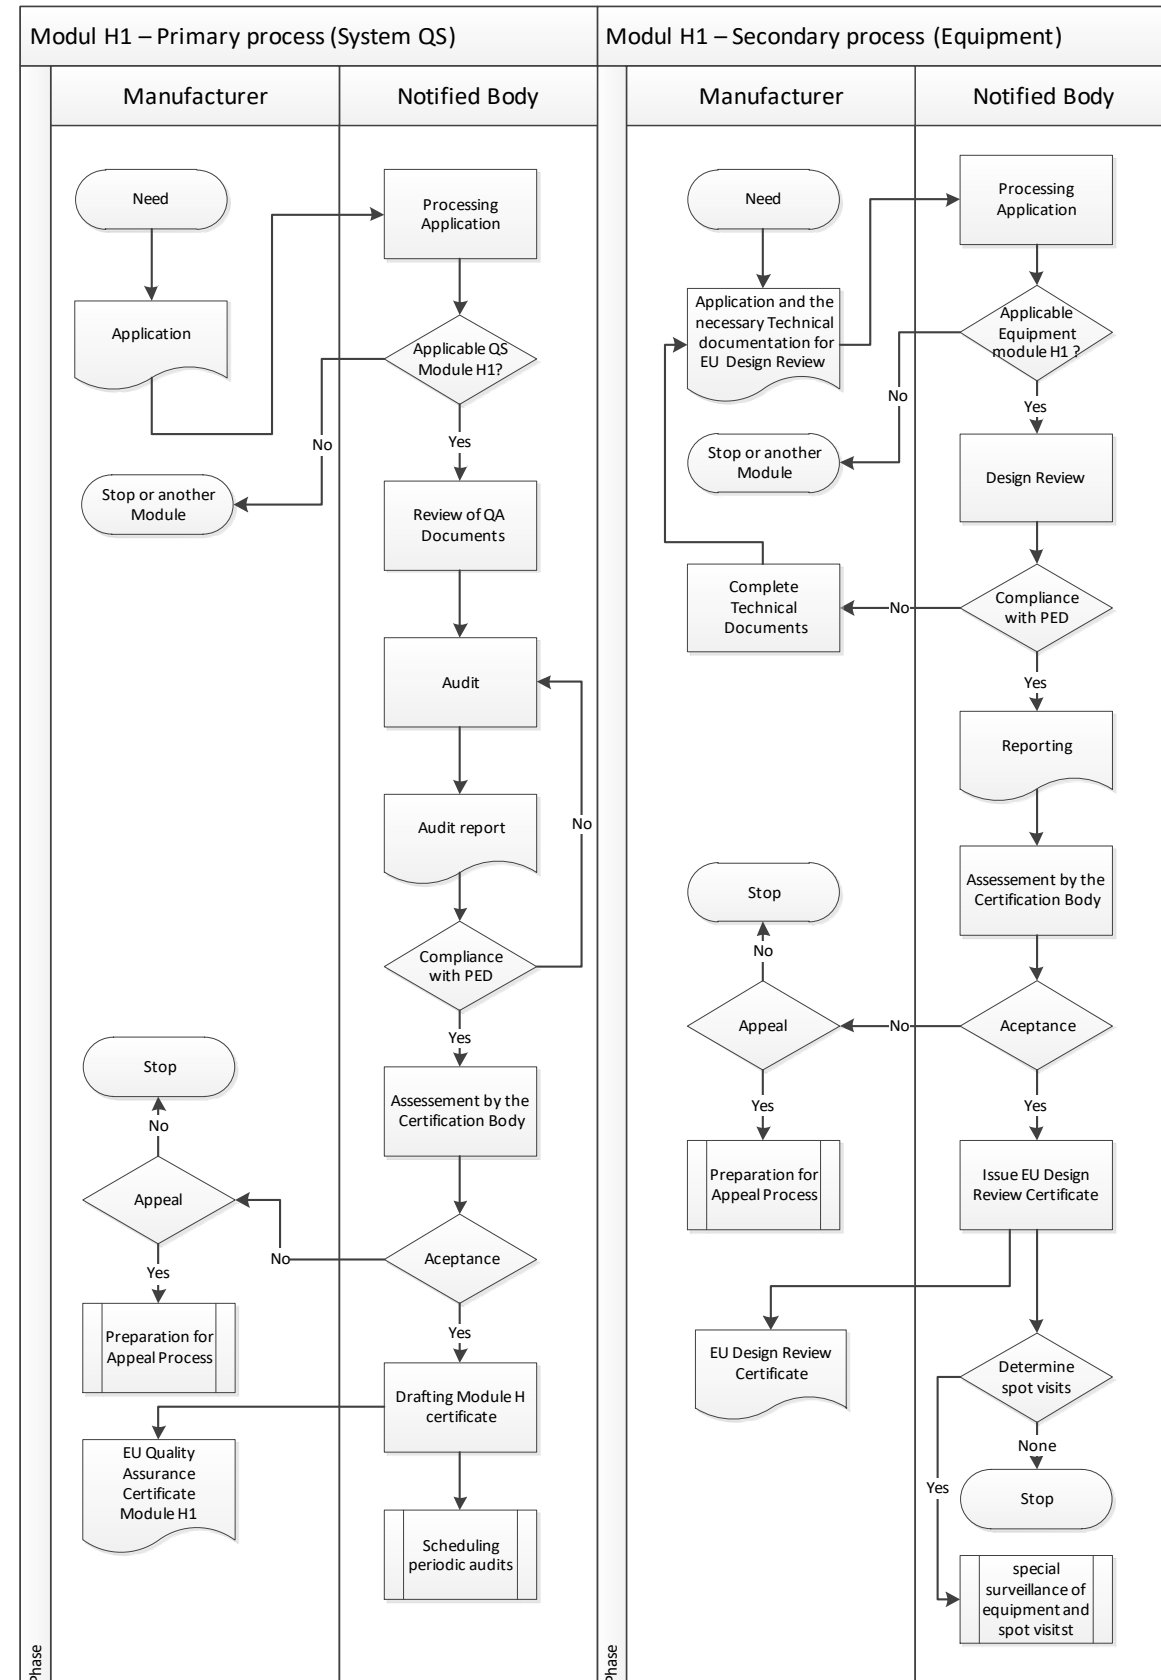 Modul H1 – Primary process (System QS)
Manufacturer
Notified Body
Need
Processing
Application
Application
Applicable QS
Module H1?
No
Yes
Stop or another
Module
Review of QA
Documents
Audit
Audit report
No
Compliance
with PED
Yes
Stop
Assessement by the
Certification Body
No
Appeal
No
Aceptance
Yes
Preparation for
Appeal Process
Yes
Drafting Module H
certificate
EU Quality
Assurance
Certificate
Module H1
Scheduling
periodic audits
Phase
Modul H1 – Secondary process (Equipment)
Manufacturer
Notified Body
Need
Processing
Application
Application and the
necessary Technical
documentation for
EU Design Review
Applicable
Equipment
module H1 ?
No
Yes
Stop or another
Module
Design Review
Complete
Technical
Documents
No
Compliance
with PED
Yes
Reporting
Stop
Assessement by the
Certification Body
No
Appeal
No
Aceptance
Yes
Yes
Preparation for
Appeal Process
Issue EU Design
Review Certificate
EU Design Review
Certificate
Determine
spot visits
None
Yes
Stop
special
surveillance of
equipment and
spot visitst
Phase